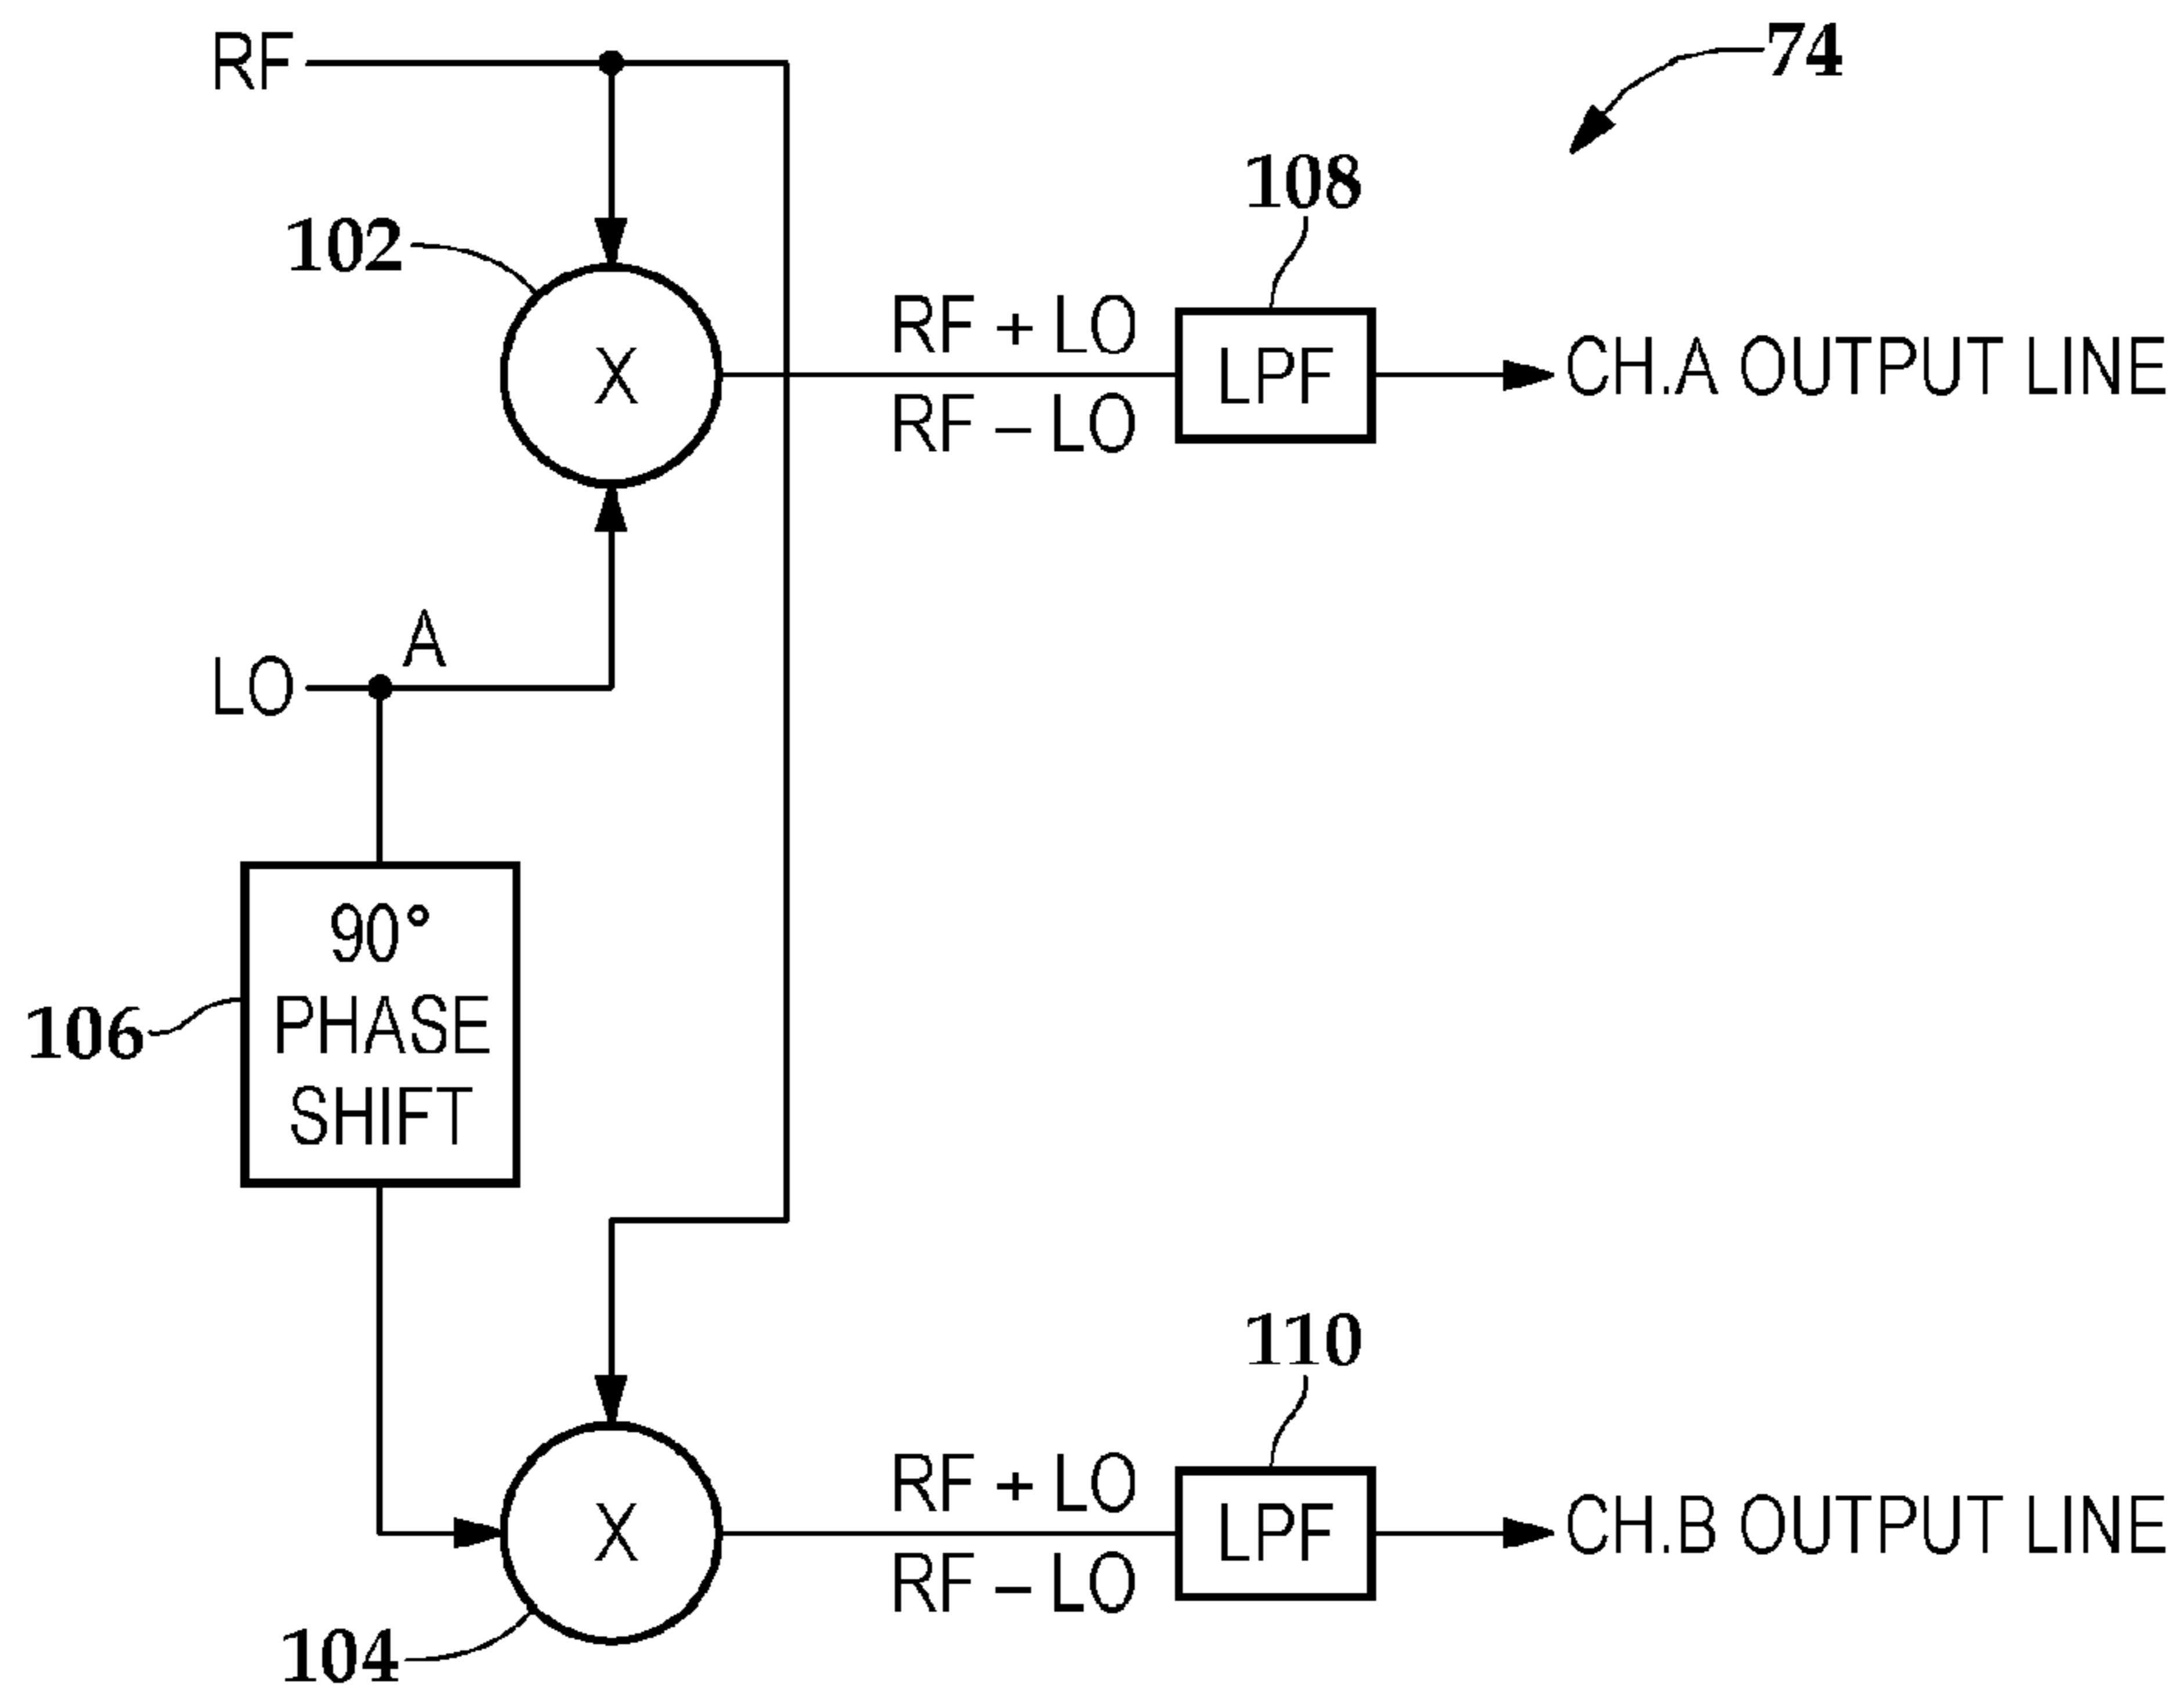 RF
74
108
102
RF + LO
X
LPF
CH.A OUTPUT LINE
RF – LO
A
LO
90°
PHASE
SHIFT
106
110
RF + LO
X
LPF
CH.B OUTPUT LINE
RF – LO
104